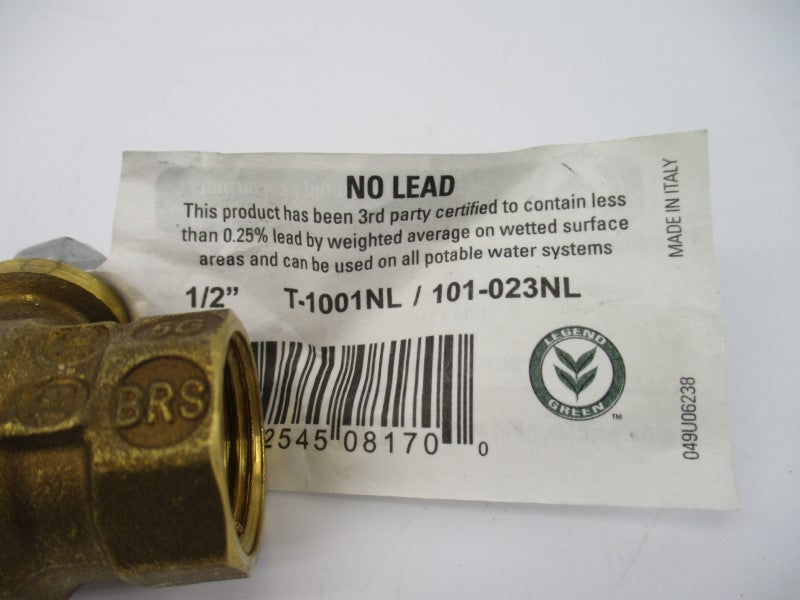 NO LEAD
This product has been 3rd party certified to contain less
than 0.25% lead by weighted average on wetted surface
areas and can be used on all potable water systems
1/2" T-1001NL / 101-023NL
LEGEND
GREEN™
2545 08170 0
MADE IN ITALY
049U06238
BRS